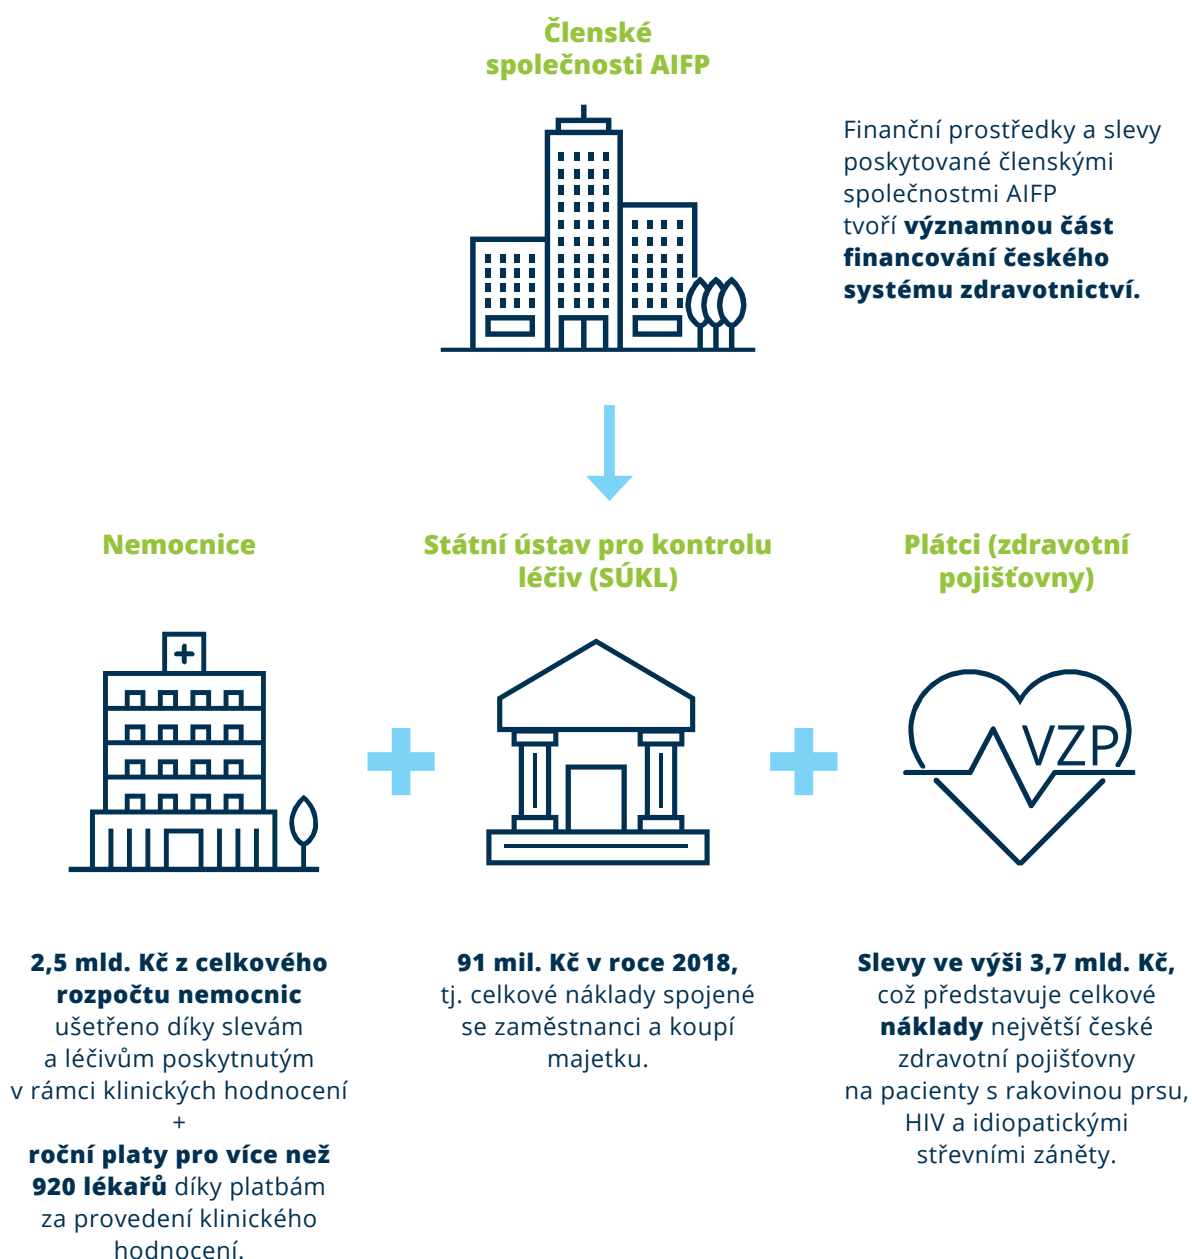 Členské
společnosti AIFP
Finanční prostředky a slevy
poskytované členskými
společnostmi AIFP
tvoří významnou část
financování českého
systému zdravotnictví.
Nemocnice
Státní ústav pro kontrolu
léčiv (SÚKL)
Plátci (zdravotní
pojišťovny)
VZP
2,5 mld. Kč z celkového
rozpočtu nemocnic
ušetřeno díky slevám
a léčivům poskytnutým
v rámci klinických hodnocení
+
roční platy pro více než
920 lékařů díky platbám
za provedení klinického
hodnocení.
91 mil. Kč v roce 2018,
tj. celkové náklady spojené
se zaměstnanci a koupí
majetku.
Slevy ve výši 3,7 mld. Kč,
což představuje celkové
náklady největší české
zdravotní pojišťovny
na pacienty s rakovinou prsu,
HIV a idiopatickými
střevními záněty.